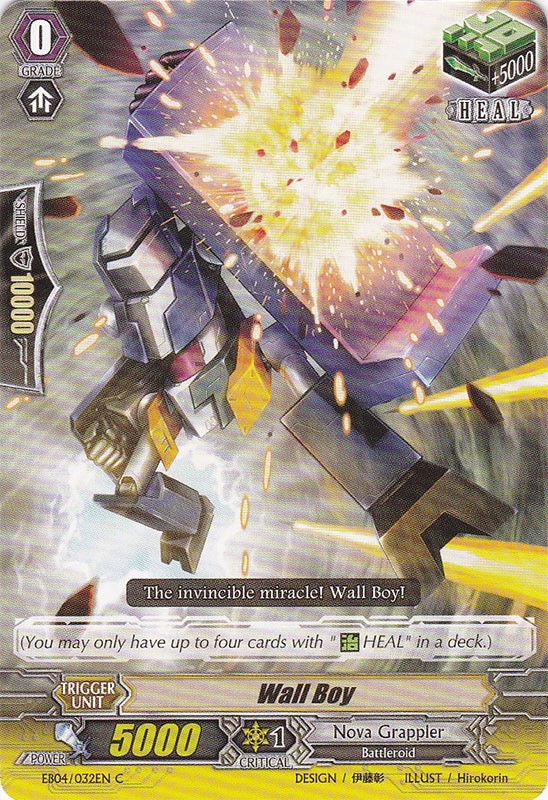 0
GRADE
治
+5000
HEAL
SHIELD
10000
The invincible miracle! Wall Boy!
(You may only have up to four cards with " 治 HEAL" in a deck.)
TRIGGER
UNIT
Wall Boy
POWER
5000
1
CRITICAL
Nova Grappler
Battleroid
EB04/032EN C
DESIGN / 伊藤彰
ILLUST / Hirokorin